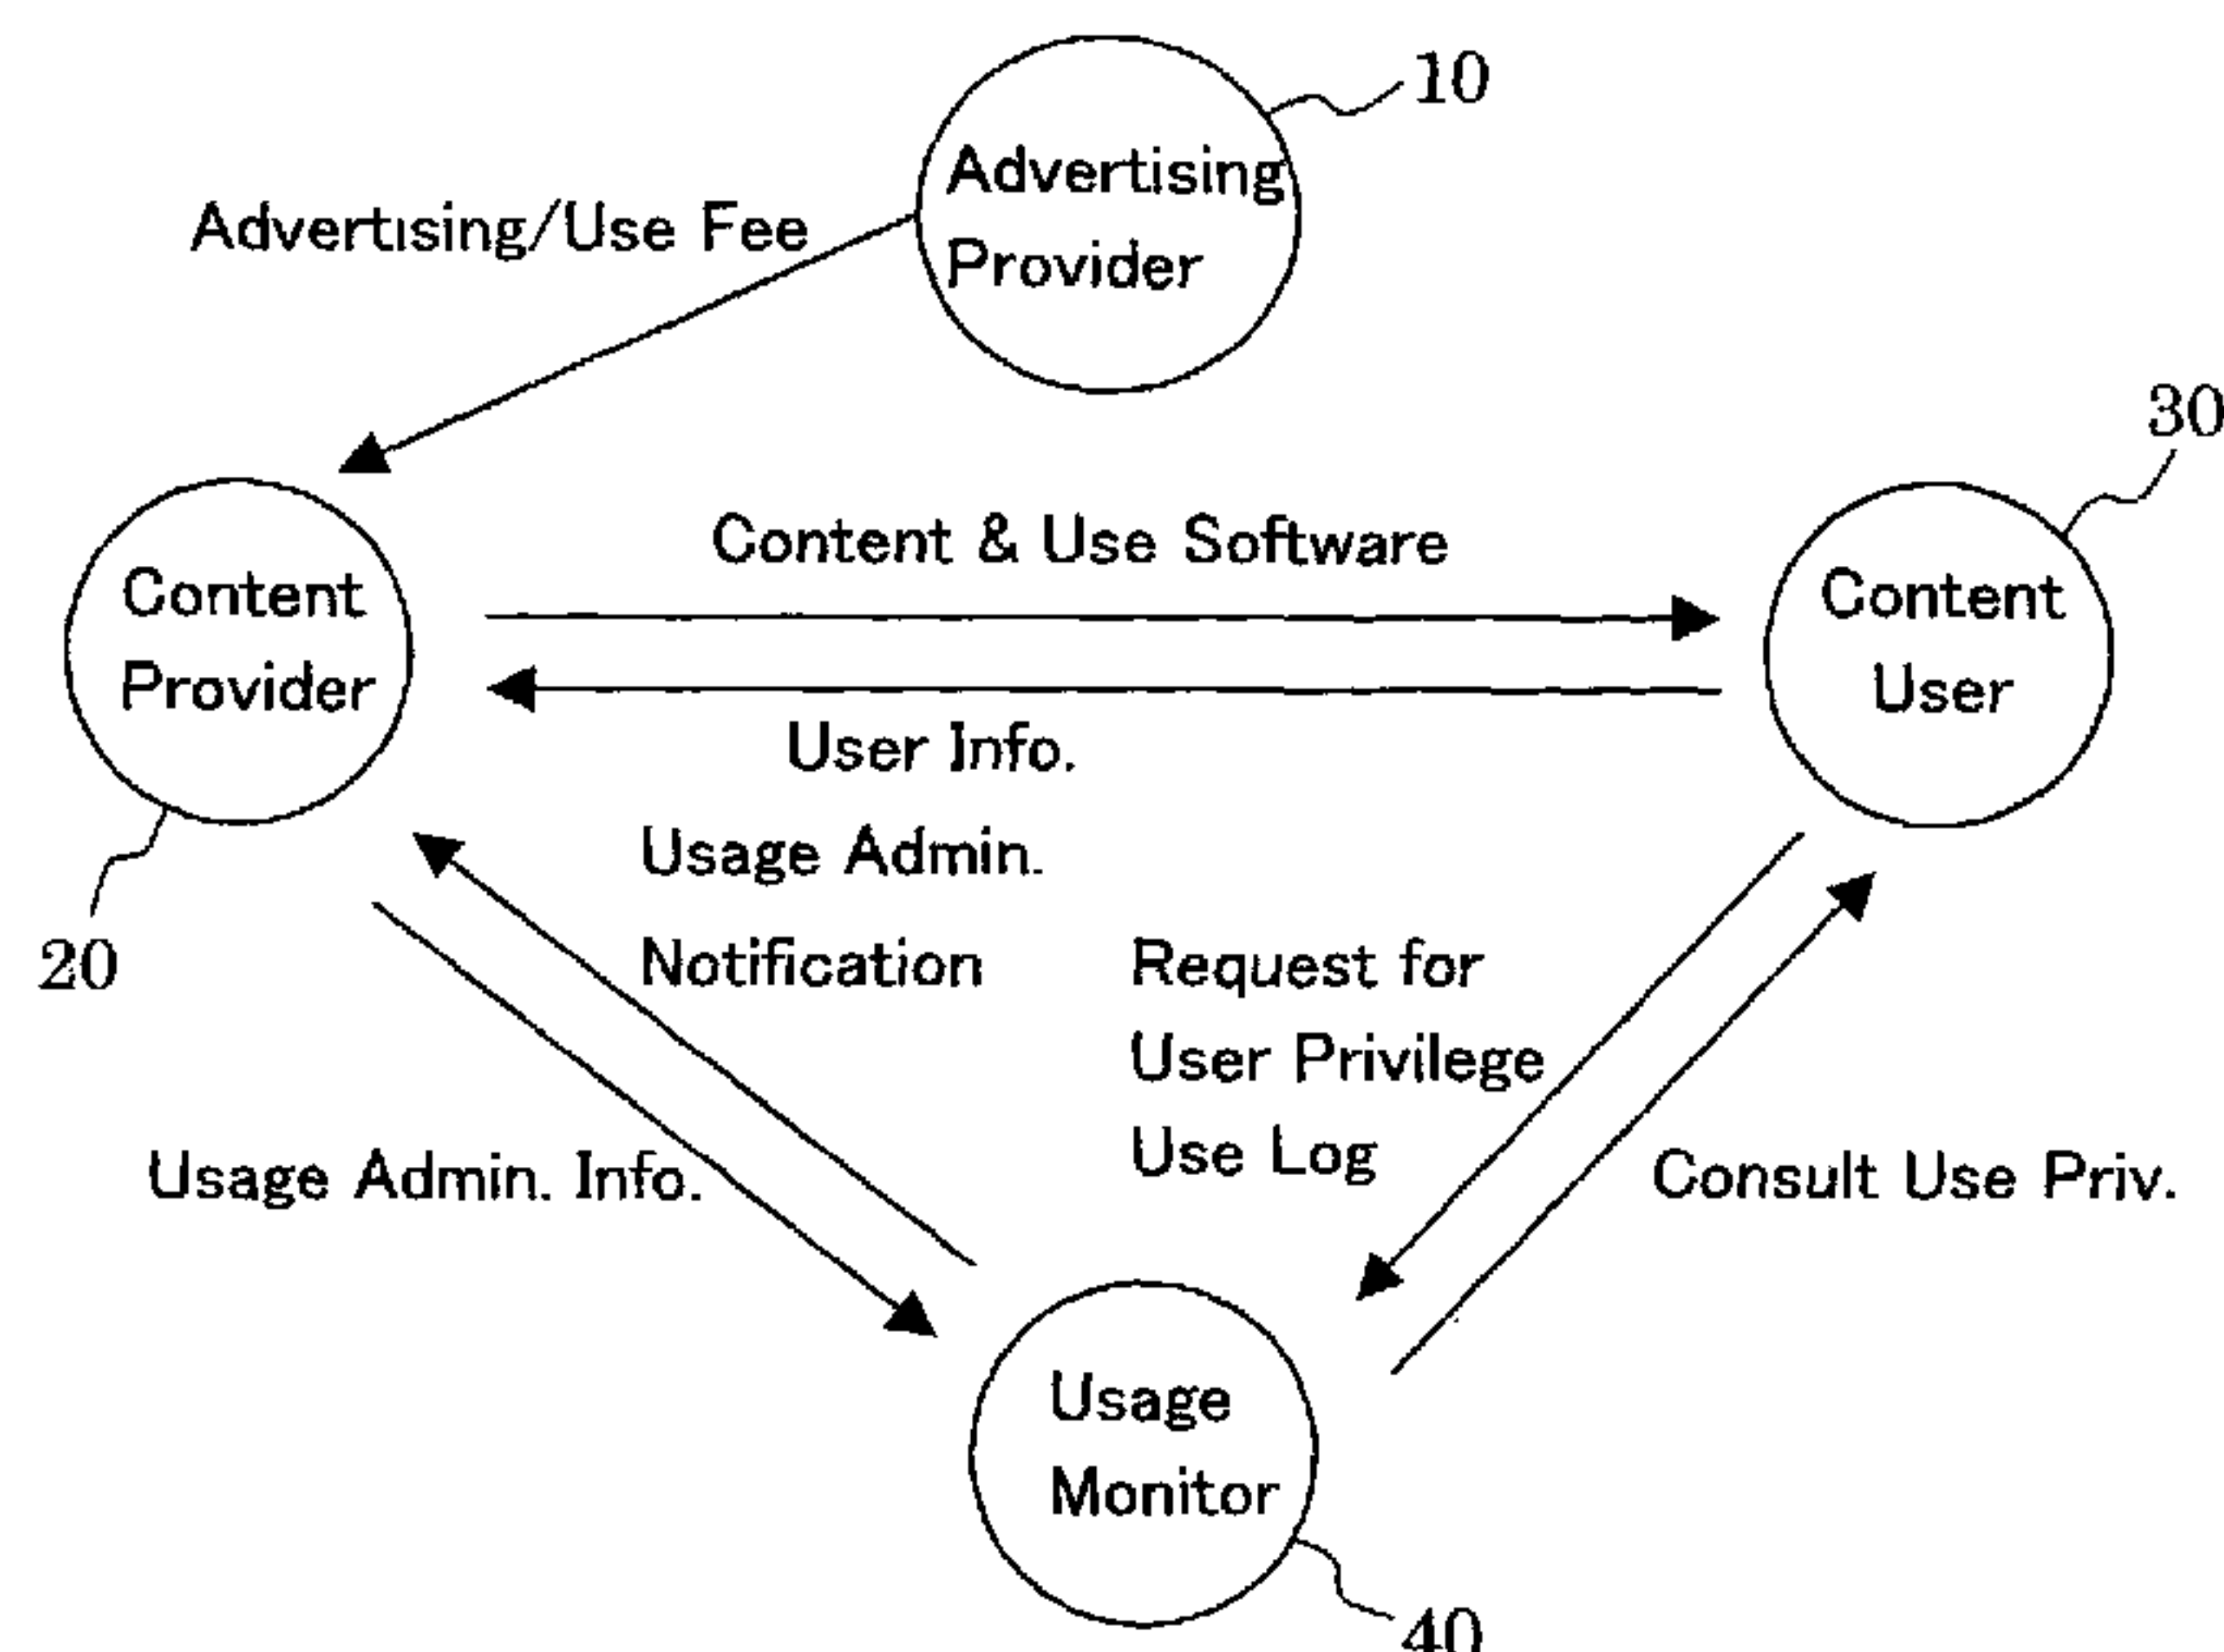 10
Advertising
Provider
Advertising/Use Fee
30
Content & Use Software
Content
Provider
Content
User
User Info.
20
Usage Admin.
Notification
Request for
User Privilege
Use Log
Usage Admin. Info.
Consult Use Priv.
Usage
Monitor
40